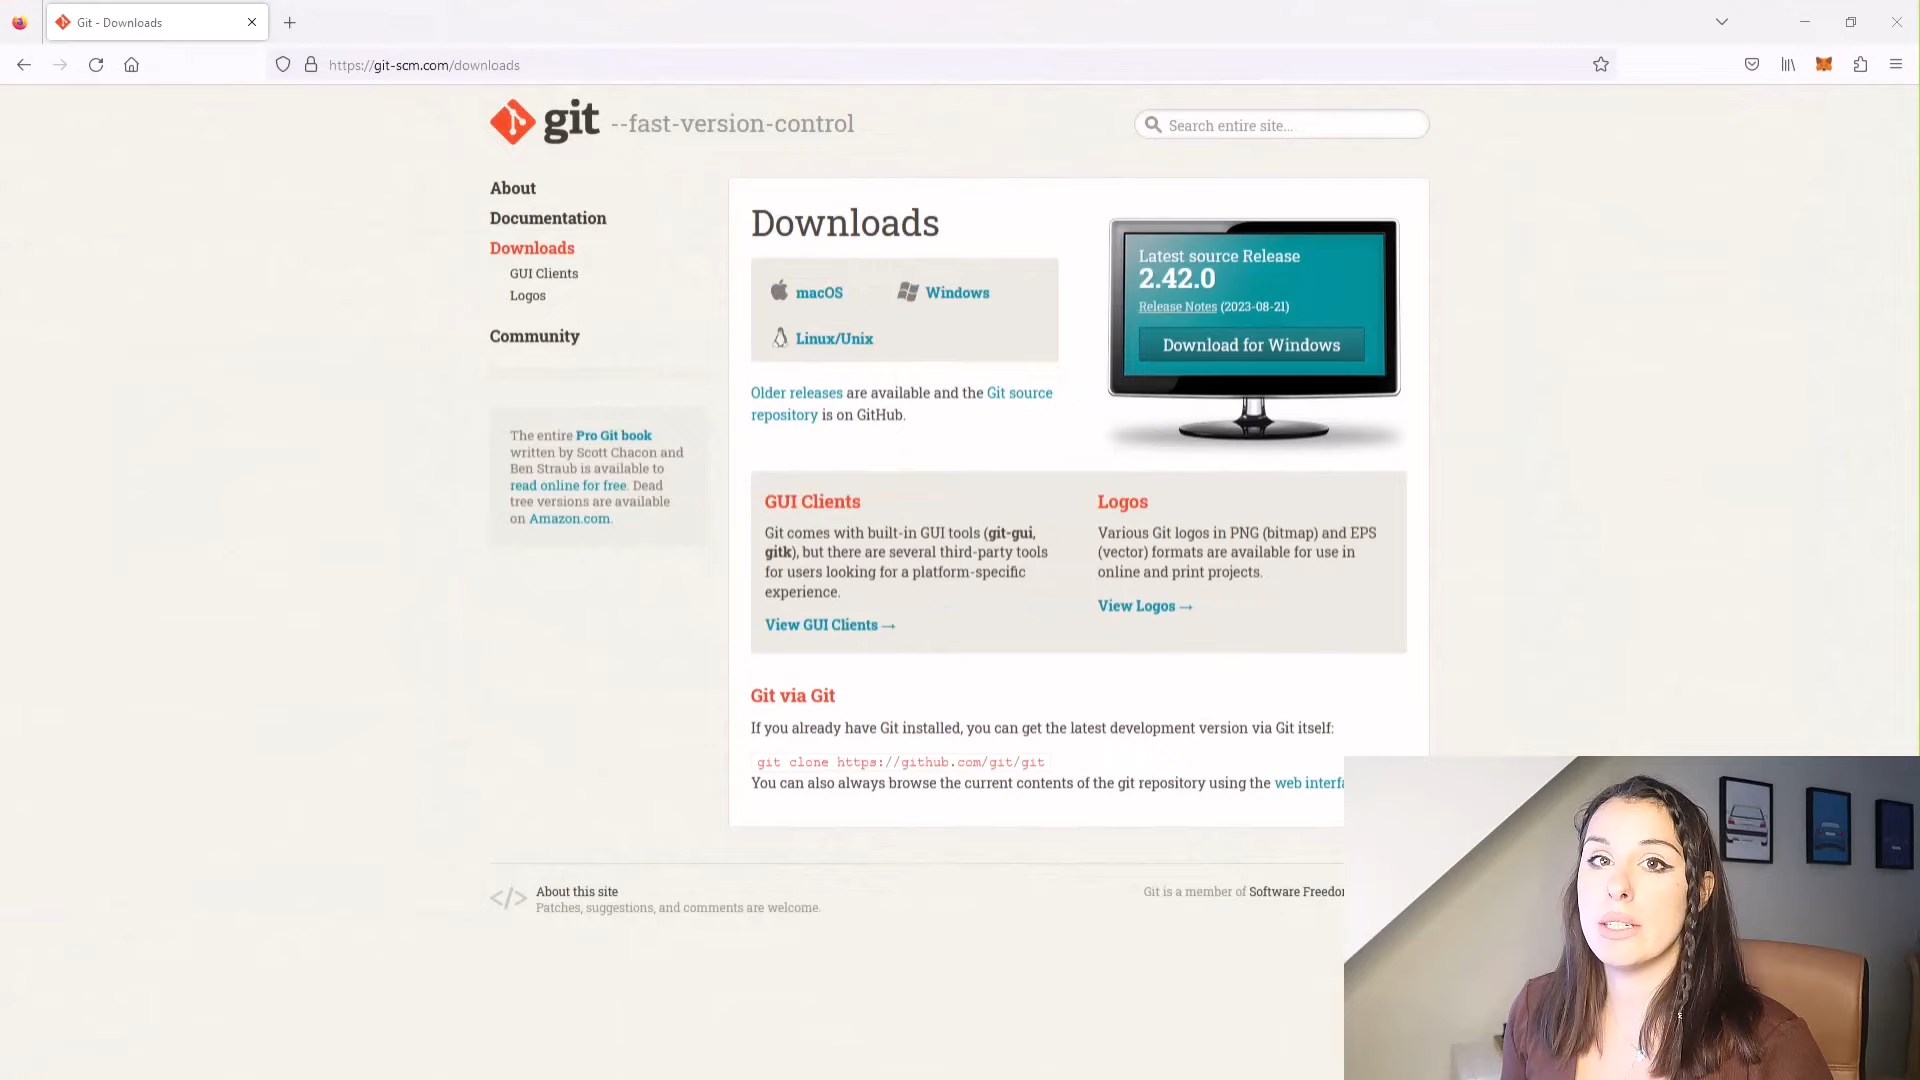 Git - Downloads
https://git-scm.com/downloads
git --fast-version-control
Search entire site...
About
Documentation
Downloads
GUI Clients
Logos
Community
The entire Pro Git book
written by Scott Chacon and
Ben Straub is available to
read online for free. Dead
tree versions are available
on Amazon.com.
Downloads
macOS
Windows
Linux/Unix
Older releases are available and the Git source
repository is on GitHub.
Latest source Release
2.42.0
Release Notes (2023-08-21)
Download for Windows
GUI Clients
Git comes with built-in GUI tools (git-gui,
gitk), but there are several third-party tools
for users looking for a platform-specific
experience.
View GUI Clients →
Logos
Various Git logos in PNG (bitmap) and EPS
(vector) formats are available for use in
online and print projects.
View Logos →
Git via Git
If you already have Git installed, you can get the latest development version via Git itself:
git clone https://github.com/git/git
You can also always browse the current contents of the git repository using the web
</> About this site
Patches, suggestions, and comments are welcome.
Git is a member of Software